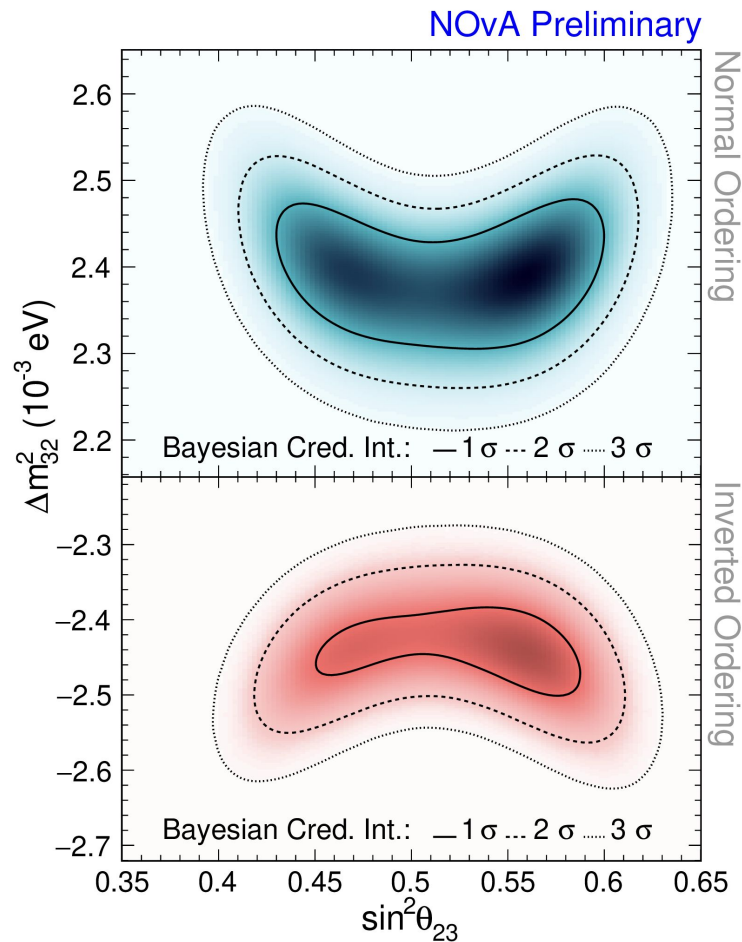 NOvA Preliminary
Normal Ordering
2.6
2.5
2.4
2.3
2.2
Bayesian Cred. Int.: 1 σ 2 σ 3 σ
Δm²₃₂ (10⁻³ eV)
Inverted Ordering
−2.3
−2.4
−2.5
−2.6
−2.7
Bayesian Cred. Int.: 1 σ 2 σ 3 σ
0.35 0.4 0.45 0.5 0.55 0.6 0.65
sin²θ₂₃